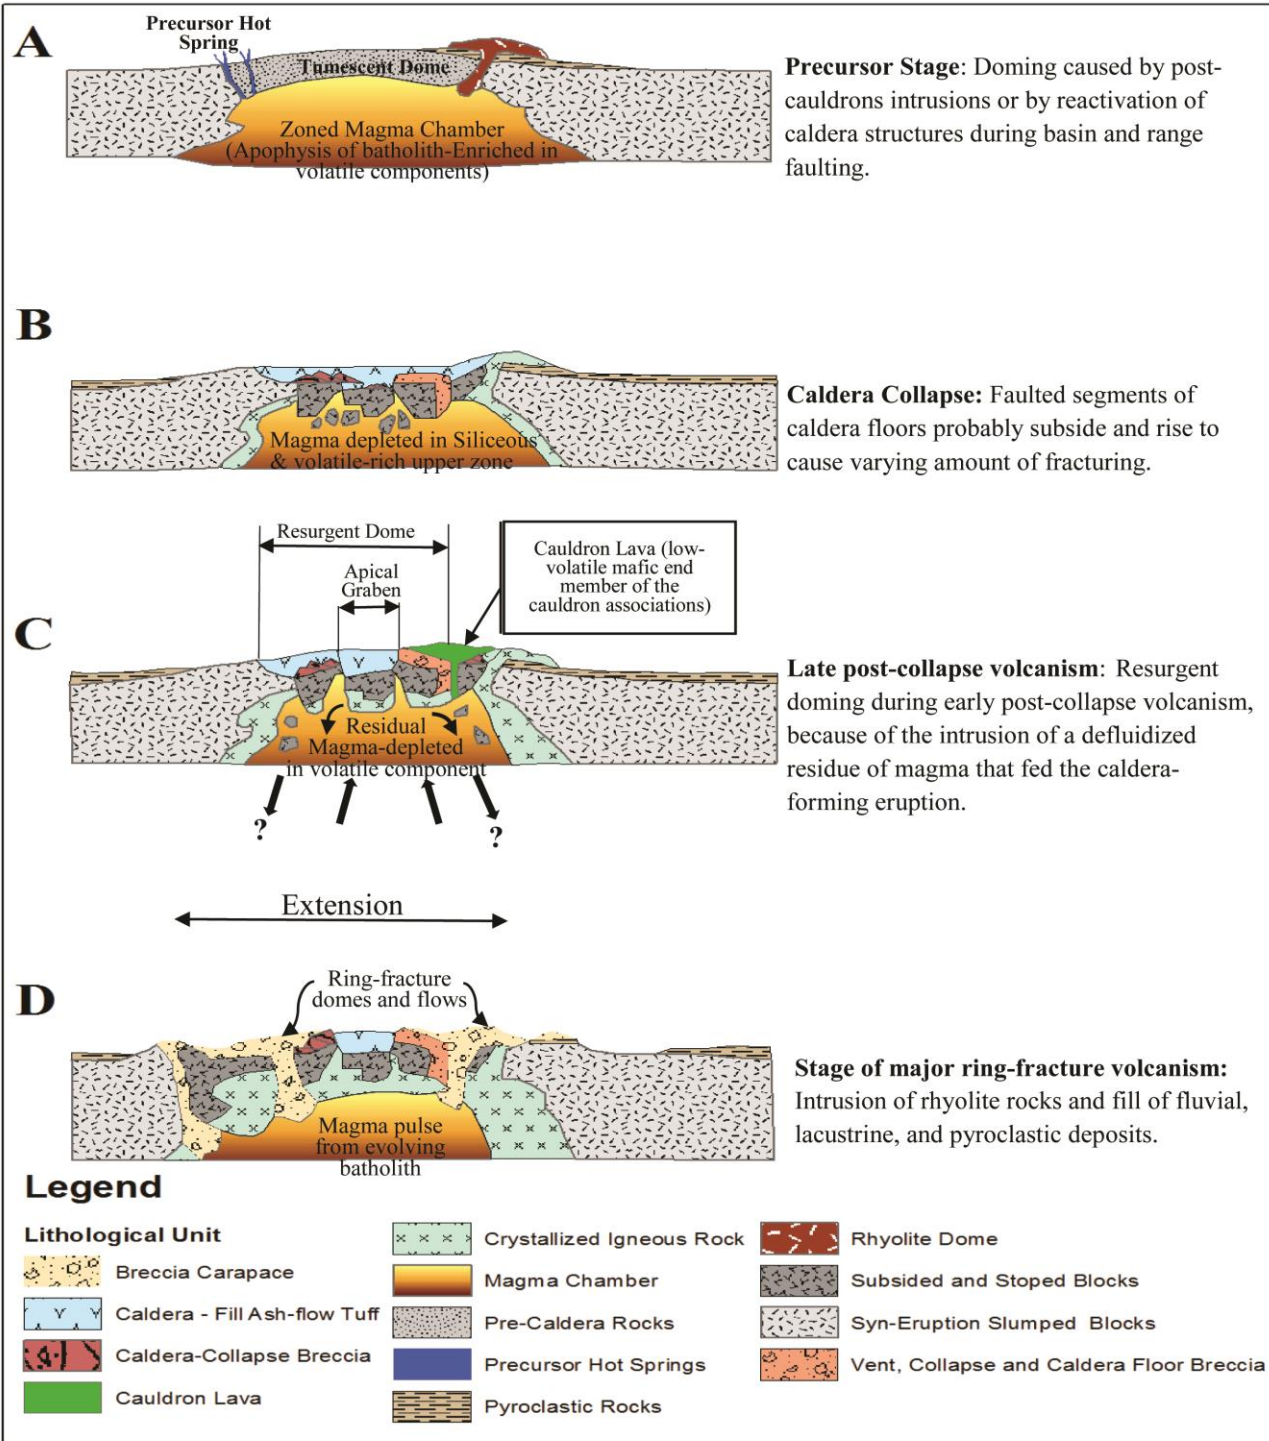 A
Precursor Hot
Spring
Tumescent Dome
Zoned Magma Chamber
(Apophysis of batholith-Enriched in
volatile components)
Precursor Stage: Doming caused by post-
cauldrons intrusions or by reactivation of
caldera structures during basin and range
faulting.
B
Magma depleted in Siliceous
& volatile-rich upper zone
Caldera Collapse: Faulted segments of
caldera floors probably subside and rise to
cause varying amount of fracturing.
C
Resurgent Dome
Apical
Graben
Cauldron Lava (low-
volatile mafic end
member of the
cauldron associations)
Residual
Magma-depleted
in volatile component
?
?
Late post-collapse volcanism: Resurgent
doming during early post-collapse volcanism,
because of the intrusion of a defluidized
residue of magma that fed the caldera-
forming eruption.
Extension
D
Ring-fracture
domes and flows
Magma pulse
from evolving
batholith
Stage of major ring-fracture volcanism:
Intrusion of rhyolite rocks and fill of fluvial,
lacustrine, and pyroclastic deposits.
Legend
Lithological Unit
Breccia Carapace
Caldera - Fill Ash-flow Tuff
Caldera-Collapse Breccia
Cauldron Lava
Crystallized Igneous Rock
Magma Chamber
Pre-Caldera Rocks
Precursor Hot Springs
Pyroclastic Rocks
Rhyolite Dome
Subsided and Stoped Blocks
Syn-Eruption Slumped Blocks
Vent, Collapse and Caldera Floor Breccia